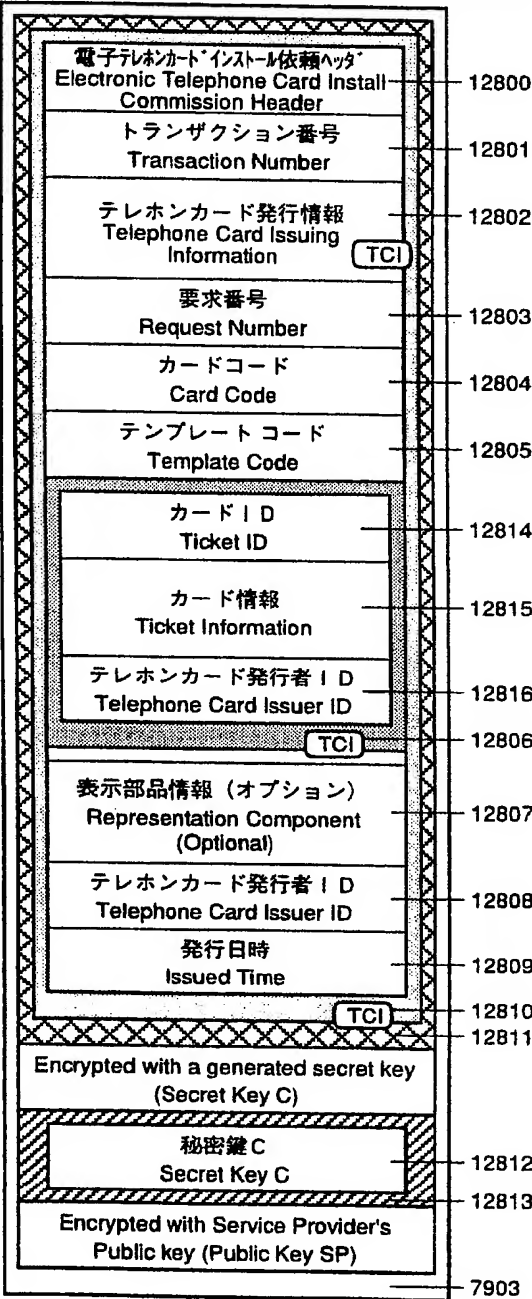 電子テレホンカードインストール依頼ヘッダ
Electronic Telephone Card Install
Commission Header
12800
トランザクション番号
Transaction Number
12801
テレホンカード発行情報
Telephone Card Issuing
Information
TCI
12802
要求番号
Request Number
12803
カードコード
Card Code
12804
テンプレート コード
Template Code
12805
カードID
Ticket ID
12814
カード情報
Ticket Information
12815
テレホンカード発行者ID
Telephone Card Issuer ID
12816
TCI
12806
表示部品情報(オプション)
Representation Component
(Optional)
12807
テレホンカード発行者ID
Telephone Card Issuer ID
12808
発行日時
Issued Time
12809
TCI
12810
12811
Encrypted with a generated secret key
(Secret Key C)
秘密鍵C
Secret Key C
12812
12813
Encrypted with Service Provider's
Public key (Public Key SP)
7903